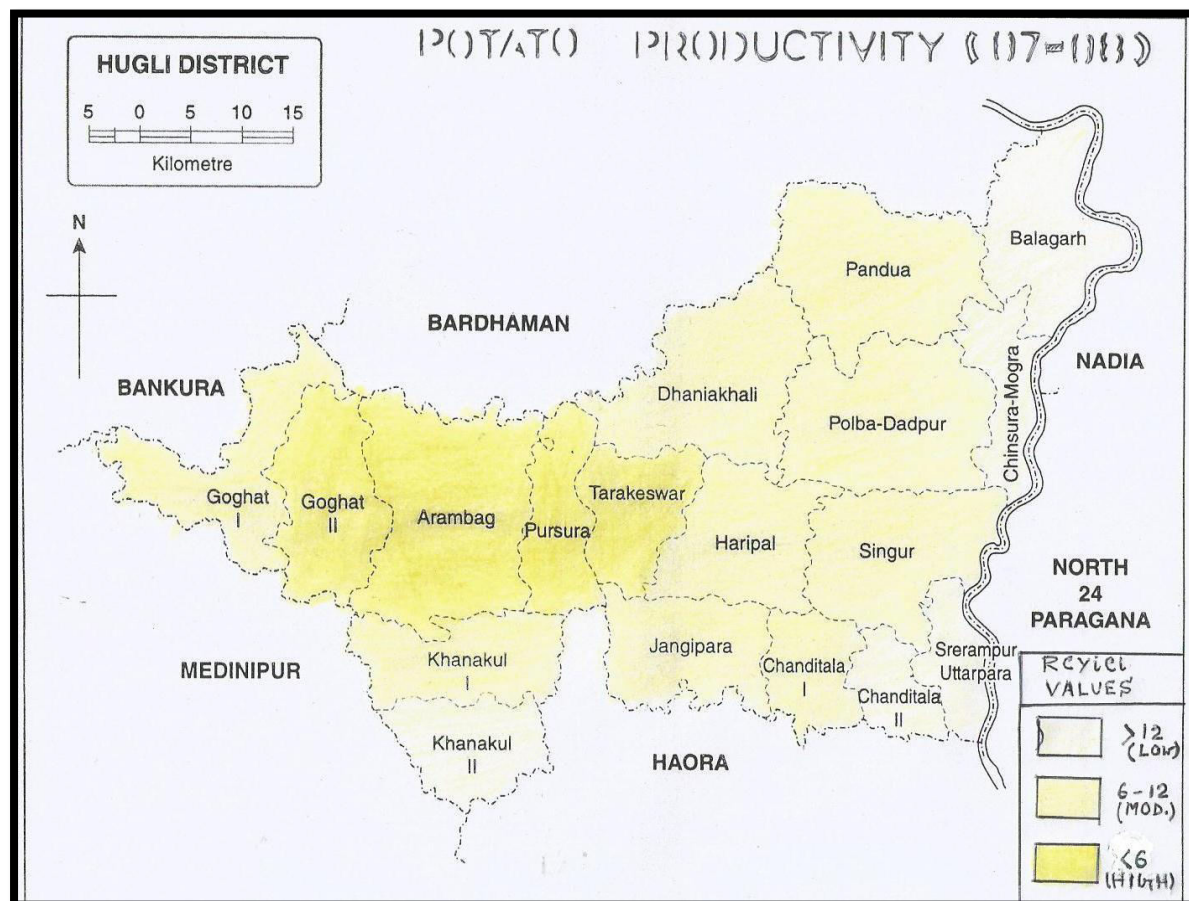 POTATO PRODUCTIVITY (07-08)
HUGLI DISTRICT
5 0 5 10 15
Kilometre
N
BARDHAMAN
BANKURA
MEDINIPUR
HAORA
NADIA
NORTH
24
PARAGANA
Balagarh
Pandua
Dhaniakhali
Polba-Dadpur
Chinsura-Mogra
Goghat
I
Goghat
II
Arambag
Pursura
Tarakeswar
Haripal
Singur
Khanakul
I
Khanakul
II
Jangipara
Chanditala
I
Chanditala
II
Srerampur
Uttarpara
RCYiCi
VALUES
>12
(LOW)
6-12
(MOD.)
<6
(HIGH)